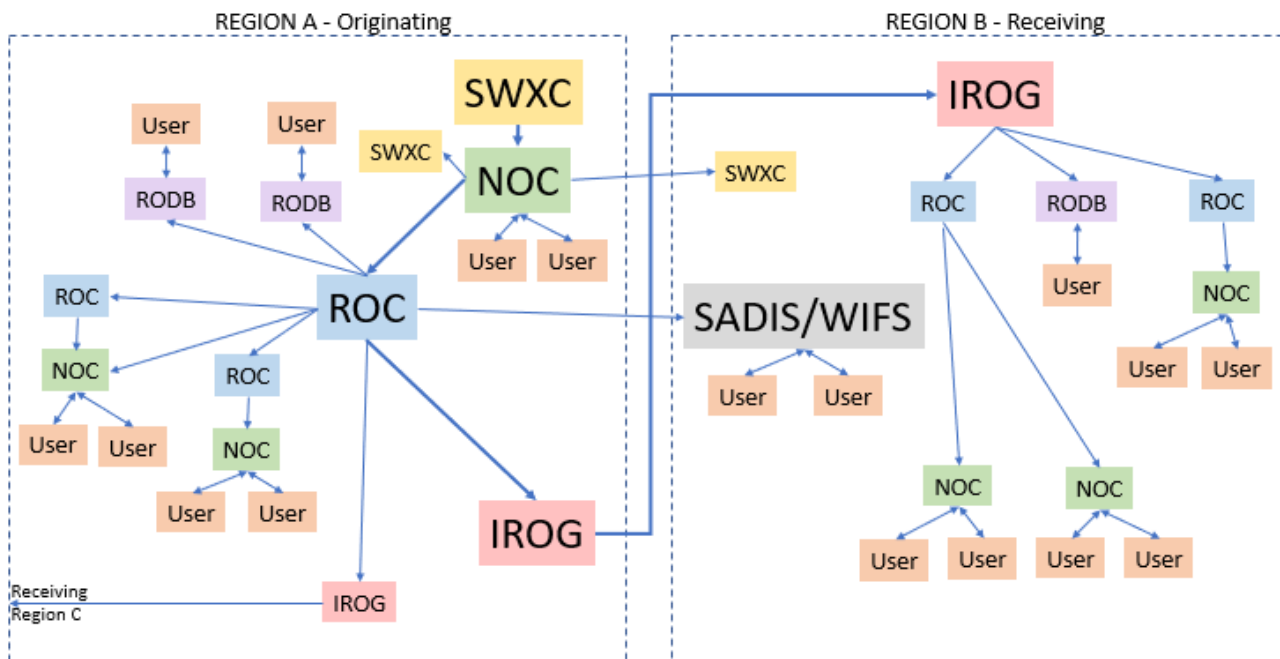 REGION A - Originating
REGION B - Receiving
SWXC
IROG
User
User
SWXC
NOC
SWXC
RODB
RODB
ROC
RODB
ROC
User
User
User
ROC
ROC
SADIS/WIFS
NOC
NOC
ROC
User
User
User
User
User
User
NOC
User
User
NOC
NOC
IROG
User
User
User
User
User
User
Receiving
Region C
IROG